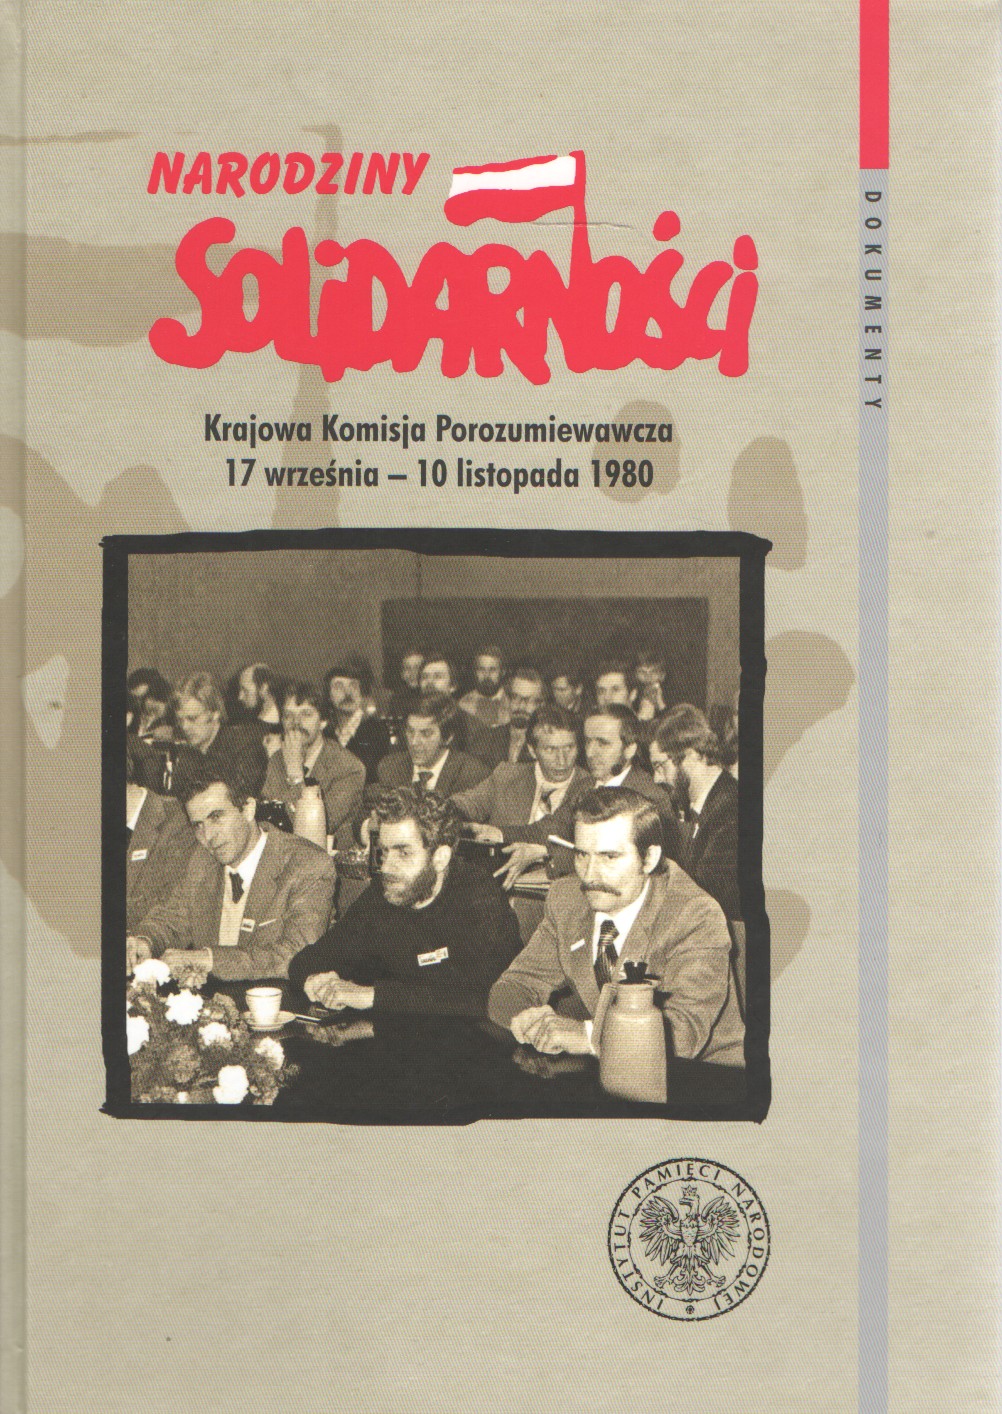 NARODZINY
SOLiDARNOŚCi
Krajowa Komisja Porozumiewawcza
17 września – 10 listopada 1980
DOKUMENTY
INSTYTUT PAMIĘCI NARODOWEJ